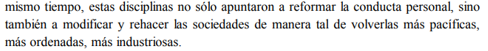 mismo tiempo, estas disciplinas no sólo apuntaron a reformar la conducta personal, sino
también a modificar y rehacer las sociedades de manera tal de volverlas más pacíficas,
más ordenadas, más industriosas.